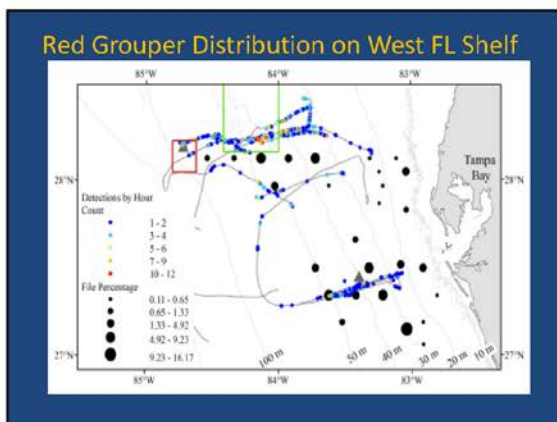 Red Grouper Distribution on West FL Shelf
85°W 84°W 83°W
28°N
Tampa
Bay
Detections by Hour
Count
1 - 2
3 - 4
5 - 6
7 - 9
10 - 12
File Percentage
0.11 - 0.65
0.65 - 1.33
1.33 - 4.92
4.92 - 9.23
9.23 - 16.17
28°N
27°N
27°N
100 m
50 m
40 m
30 m
20 m
10 m
85°W 84°W 83°W